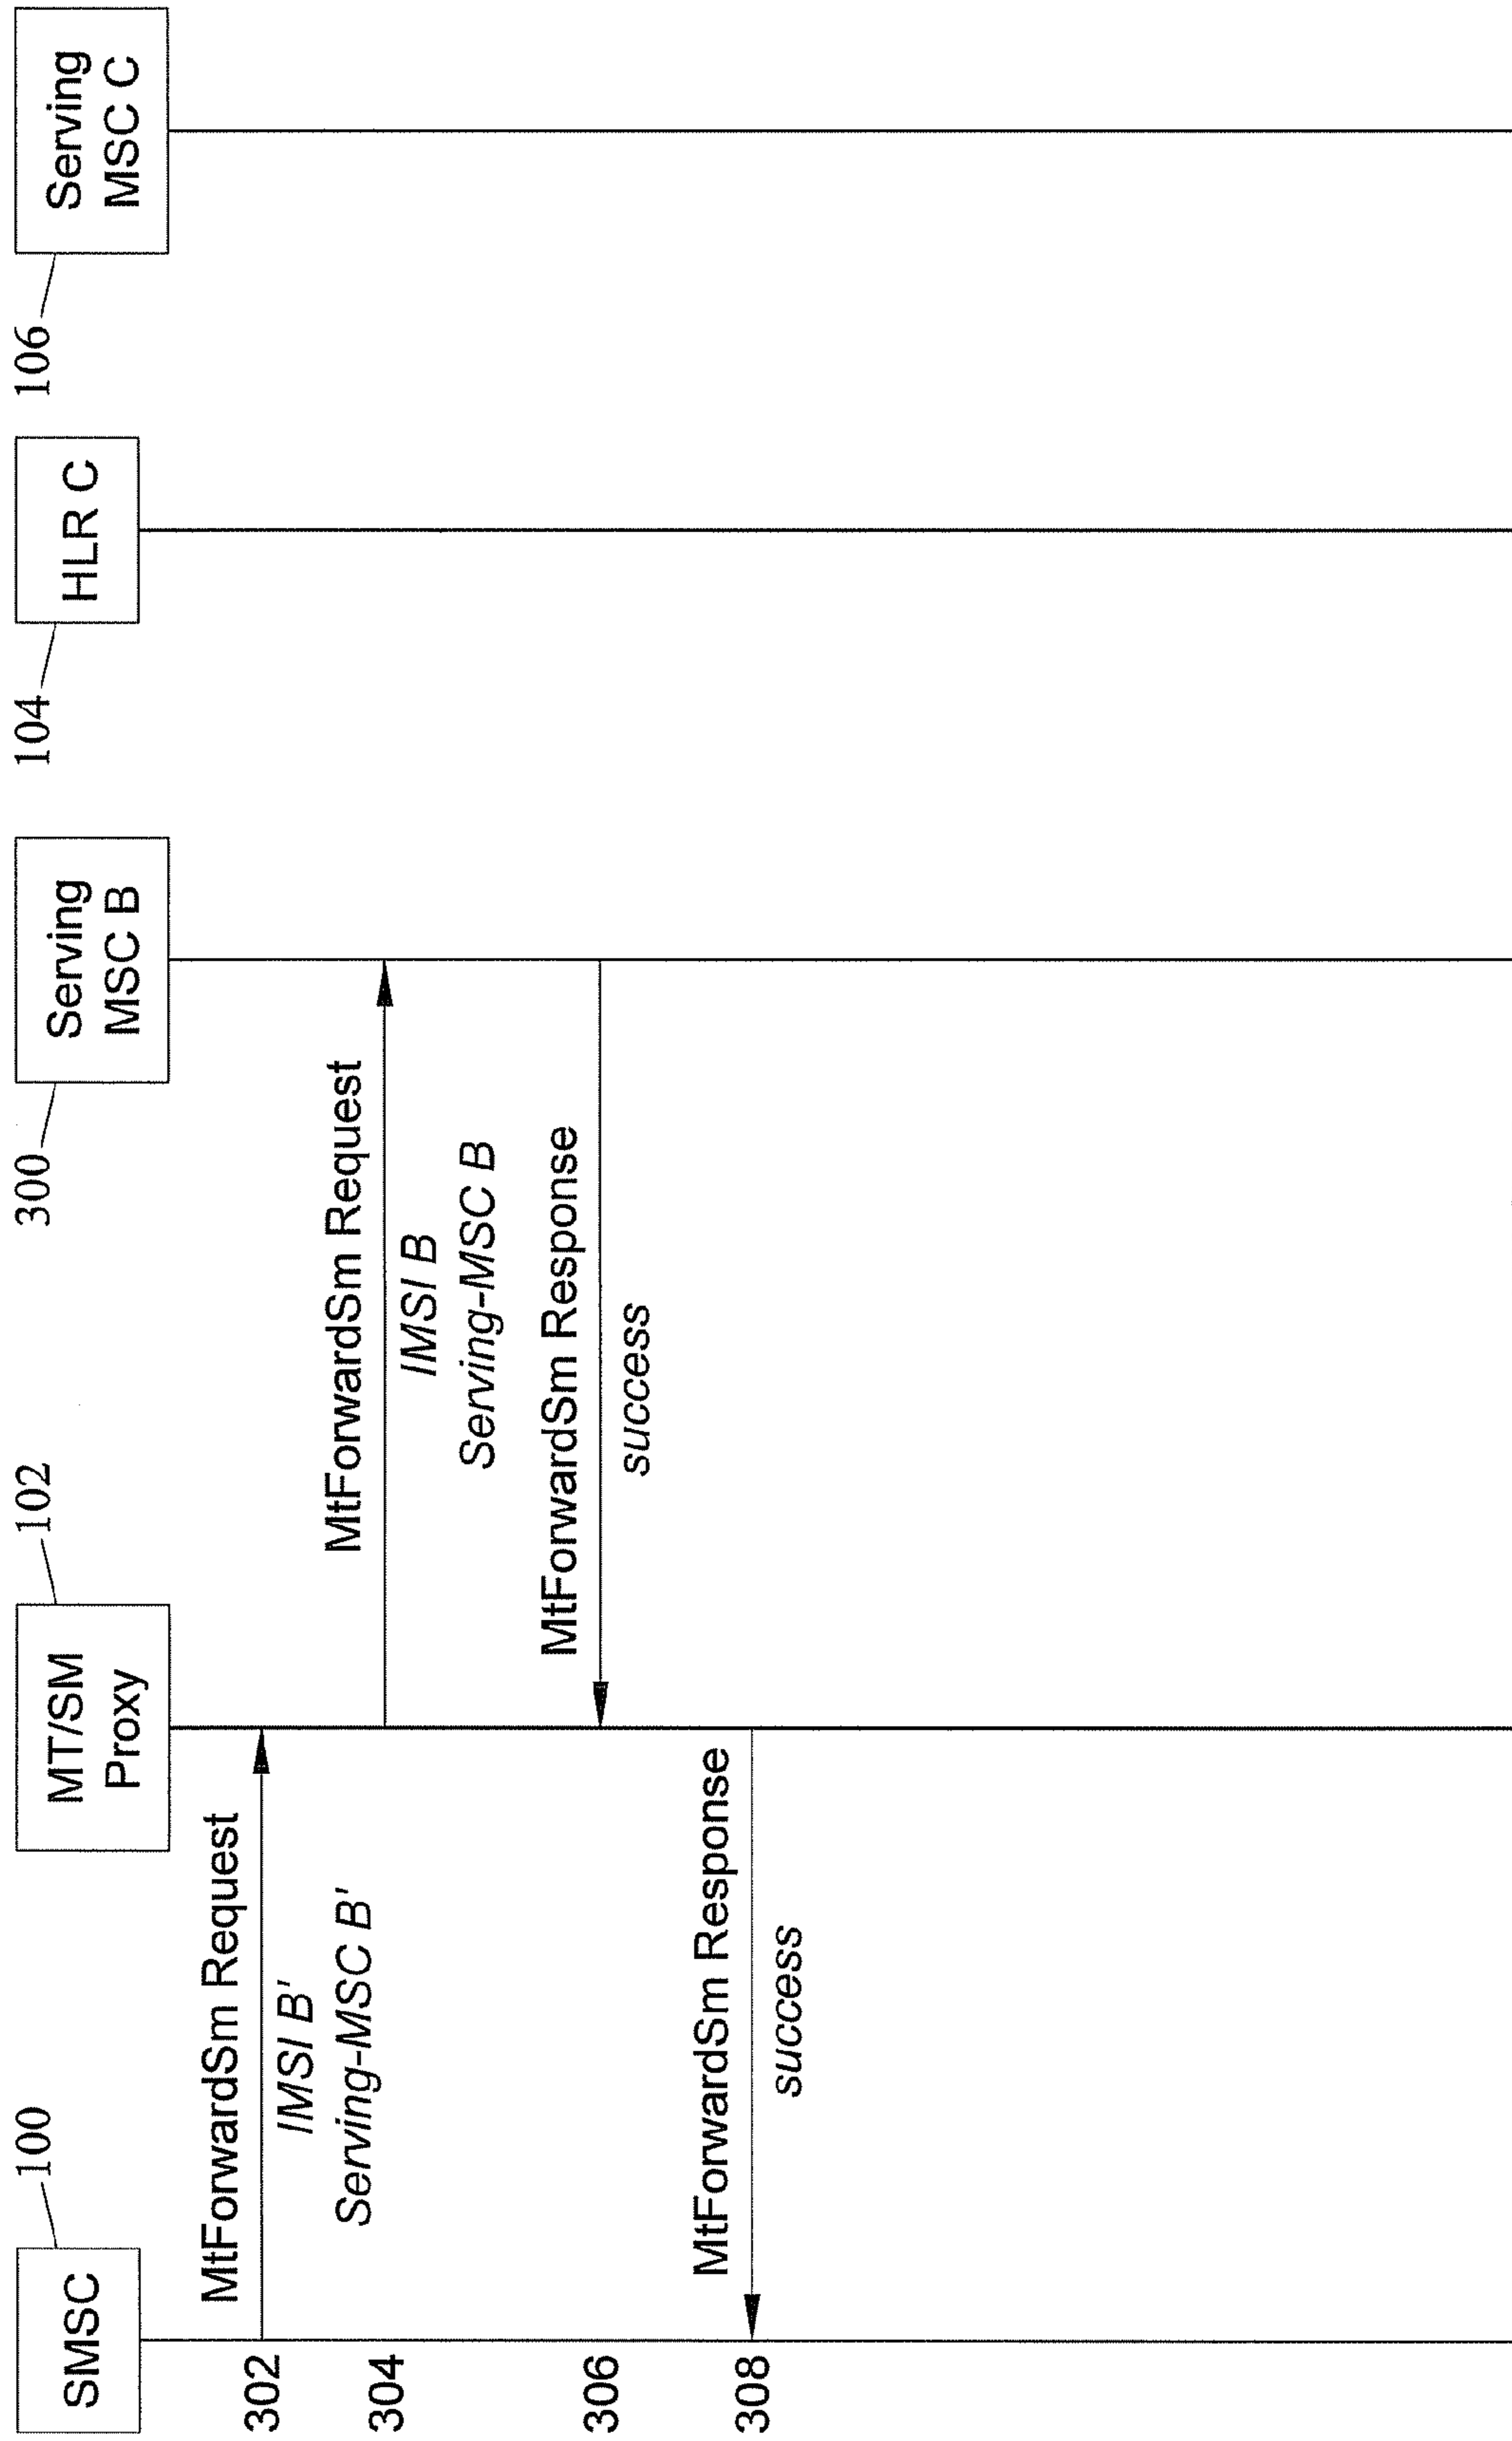 SMSC
100
MT/SM
Proxy
102
300
Serving
MSC B
104
HLR C
106
Serving
MSC C
302
MtForwardSm Request
IMSI B'
Serving-MSC B'
304
MtForwardSm Request
IMSI B
Serving-MSC B
306
MtForwardSm Response
success
308
MtForwardSm Response
success